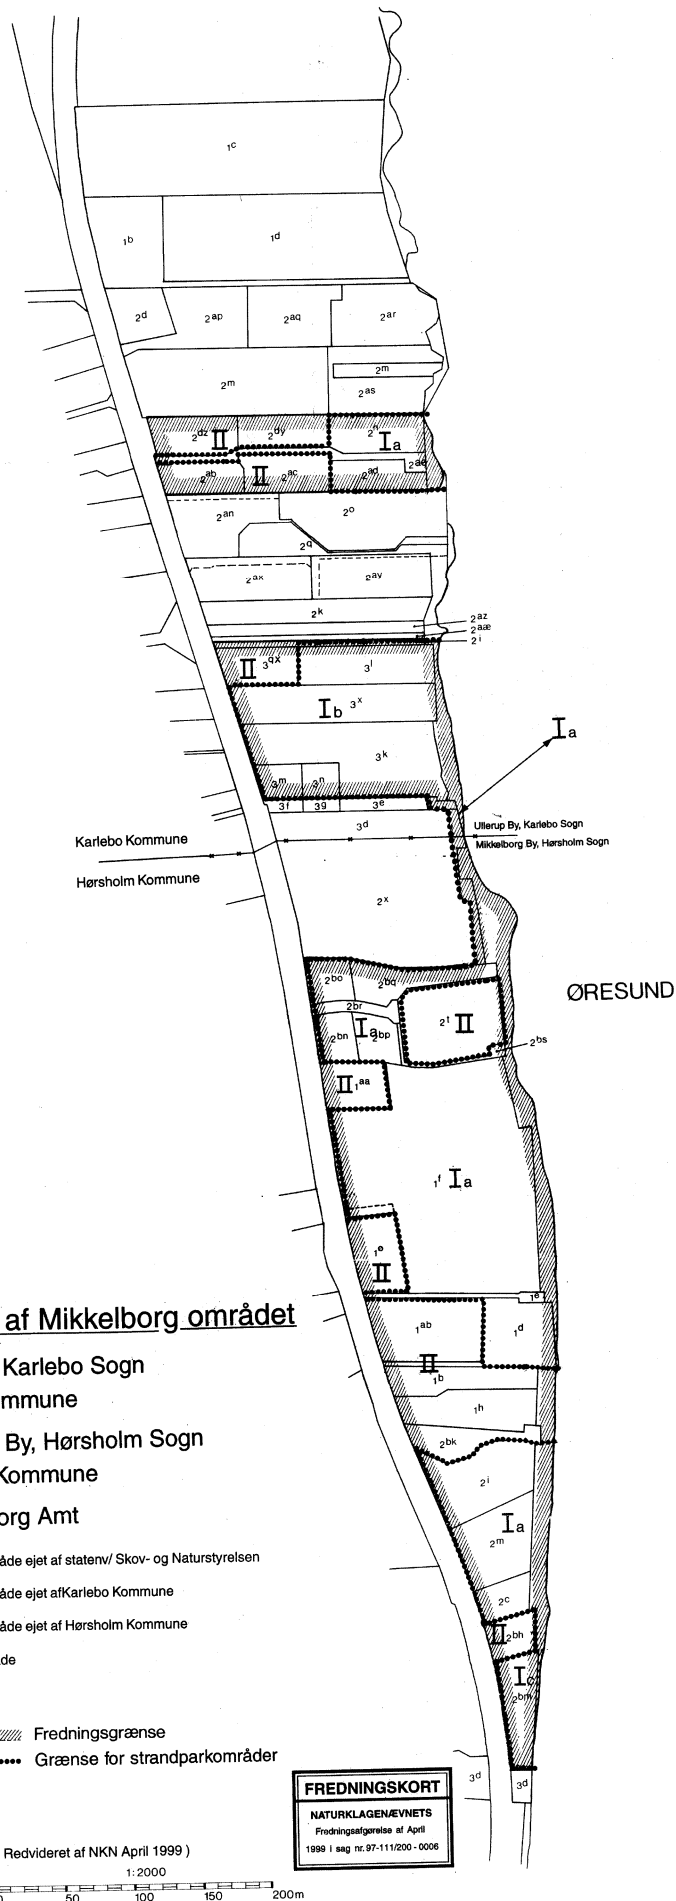 1c
1b
1d
2d
2ap
2aq
2ar
2m
2m
2as
2dz
II
2dy
2n
Ia
2ab
II
2ac
2ad
2ae
2an
2o
2q
2ax
2av
2k
2az
2aæ
2i
II
3qx
3l
Ib
3x
Ia
3k
3m
3n
3f
3g
3e
3d
Karlebo Kommune
Ullerup By, Karlebo Sogn
Mikkelborg By, Hørsholm Sogn
Hørsholm Kommune
2x
2bo
2bq
ØRESUND
2br
2t
II
Ia
2bn
2bp
2bs
II
1aa
1f
Ia
1e
II
1e
af Mikkelborg området
1ab
1d
Karlebo Sogn
II
1b
mmune
1h
By, Hørsholm Sogn
2bk
Kommune
2i
org Amt
Ia
2m
åde ejet af statenv/ Skov- og Naturstyrelsen
åde ejet afKarlebo Kommune
2c
åde ejet af Hørsholm Kommune
II
2bh
de
Ic
2bm
Fredningsgrænse
Grænse for strandparkområder
3d
3d
FREDNINGSKORT
NATURKLAGENÆVNETS
Fredningsafgørelse af April
1999 i sag nr. 97-111/200-0006
Redvideret af NKN April 1999 )
1:2000
0 50 100 150 200m